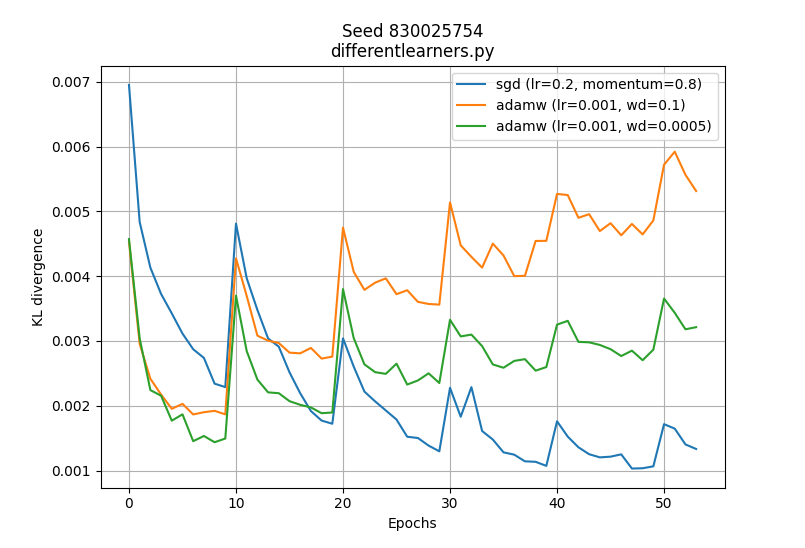 Seed 830025754
differentlearners.py
sgd (lr=0.2, momentum=0.8)
adamw (lr=0.001, wd=0.1)
adamw (lr=0.001, wd=0.0005)
KL divergence
0.007
0.006
0.005
0.004
0.003
0.002
0.001
0 10 20 30 40 50
Epochs